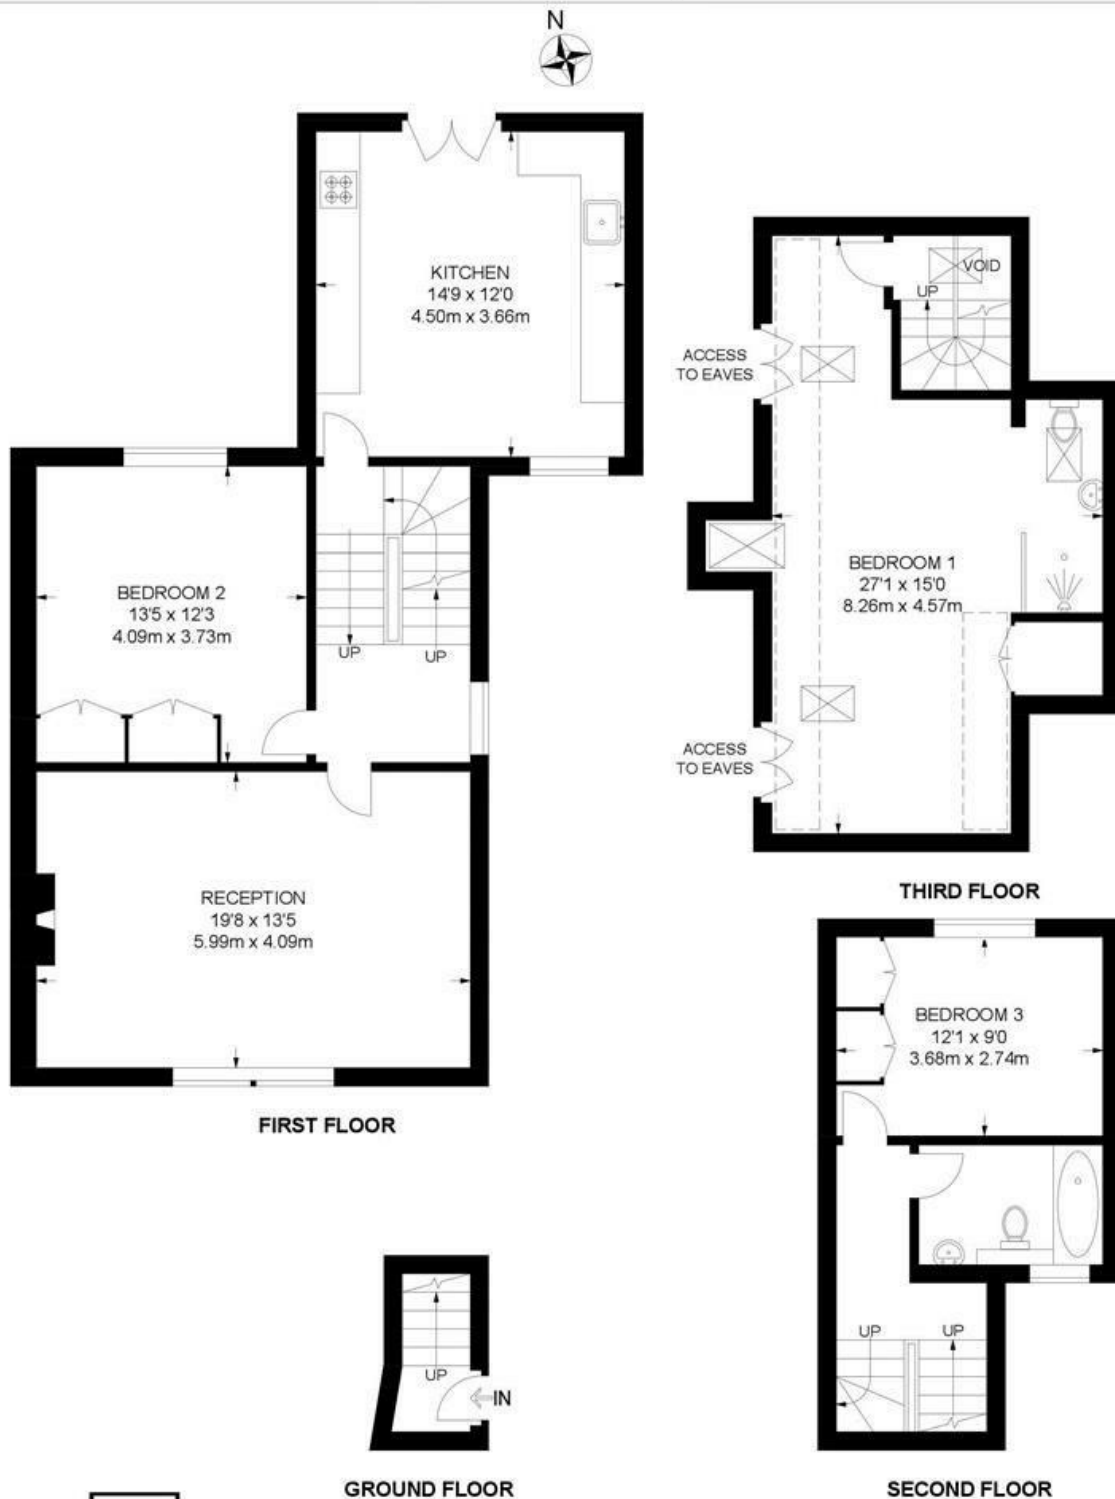 N
KITCHEN
14'9 x 12'0
4.50m x 3.66m
BEDROOM 2
13'5 x 12'3
4.09m x 3.73m
UP
UP
RECEPTION
19'8 x 13'5
5.99m x 4.09m
FIRST FLOOR
VOID
UP
ACCESS
TO EAVES
BEDROOM 1
27'1 x 15'0
8.26m x 4.57m
ACCESS
TO EAVES
THIRD FLOOR
BEDROOM 3
12'1 x 9'0
3.68m x 2.74m
UP
UP
SECOND FLOOR
UP
IN
GROUND FLOOR